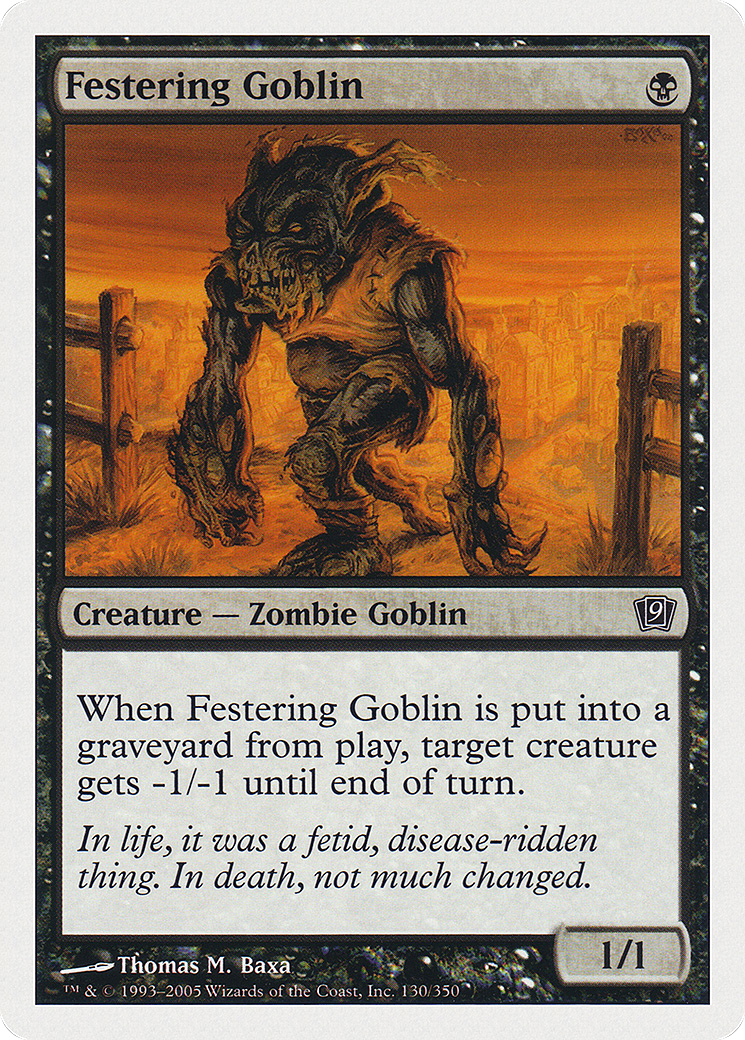 Festering Goblin
Creature — Zombie Goblin
9
When Festering Goblin is put into a
graveyard from play, target creature
gets -1/-1 until end of turn.
In life, it was a fetid, disease-ridden
thing. In death, not much changed.
1/1
Thomas M. Baxa
™ & © 1993–2005 Wizards of the Coast, Inc. 130/350